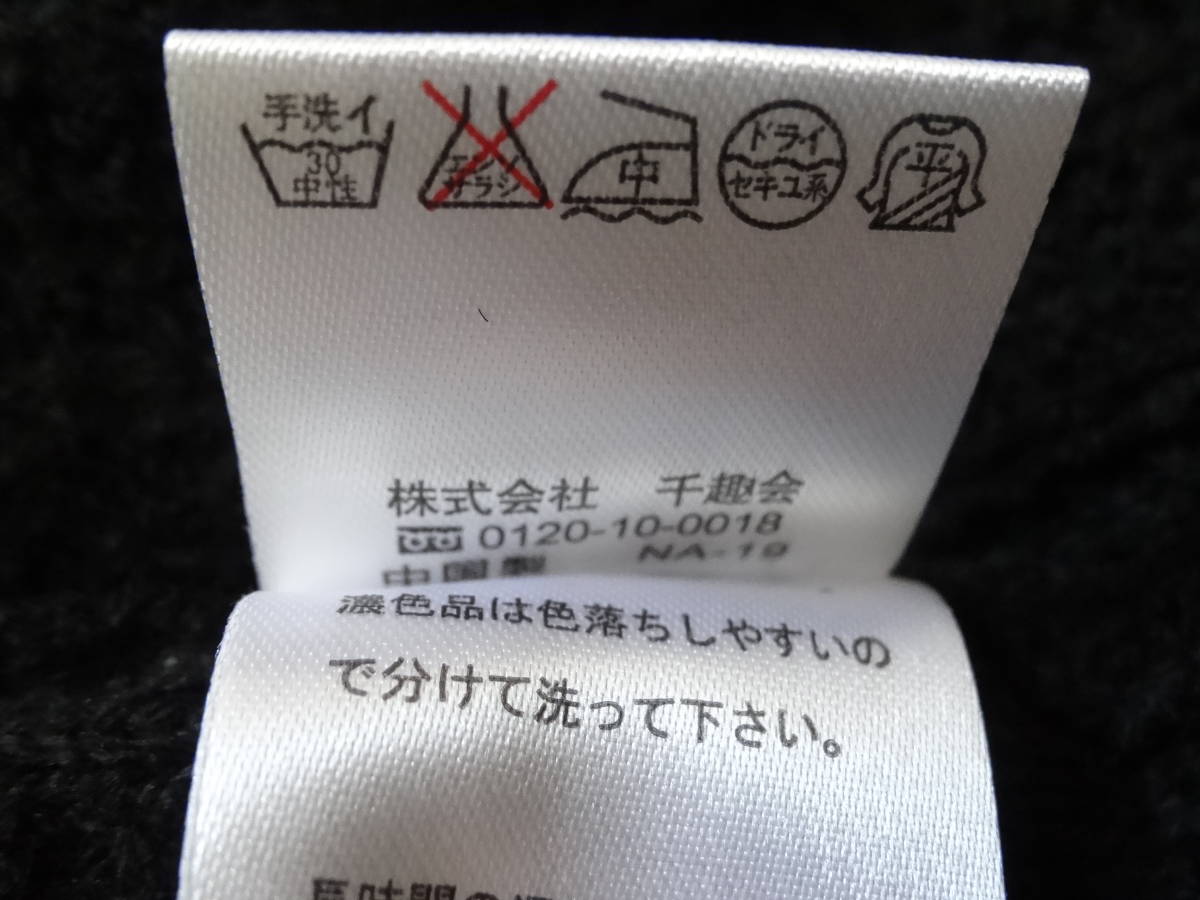 手洗イ
30
中性
エンソ
サラシ
中
ドライ
セキユ系
平
株式会社 千趣会
0120-10-0018
NA-19
中国製
濃色品は色落ちしやすいの
で分けて洗って下さい。